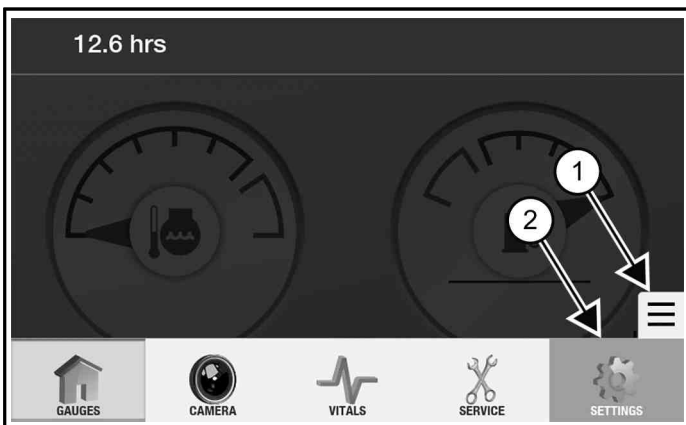 12.6 hrs
1
2
GAUGES
CAMERA
VITALS
SERVICE
SETTINGS